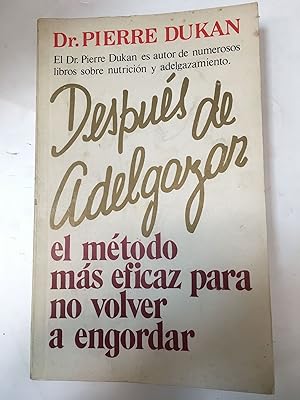 Dr. PIERRE DUKAN
El Dr. Pierre Dukan es autor de numerosos
libros sobre nutrición y adelgazamiento.
Después de
Adelgazar
el método
más eficaz para
no volver
a engordar